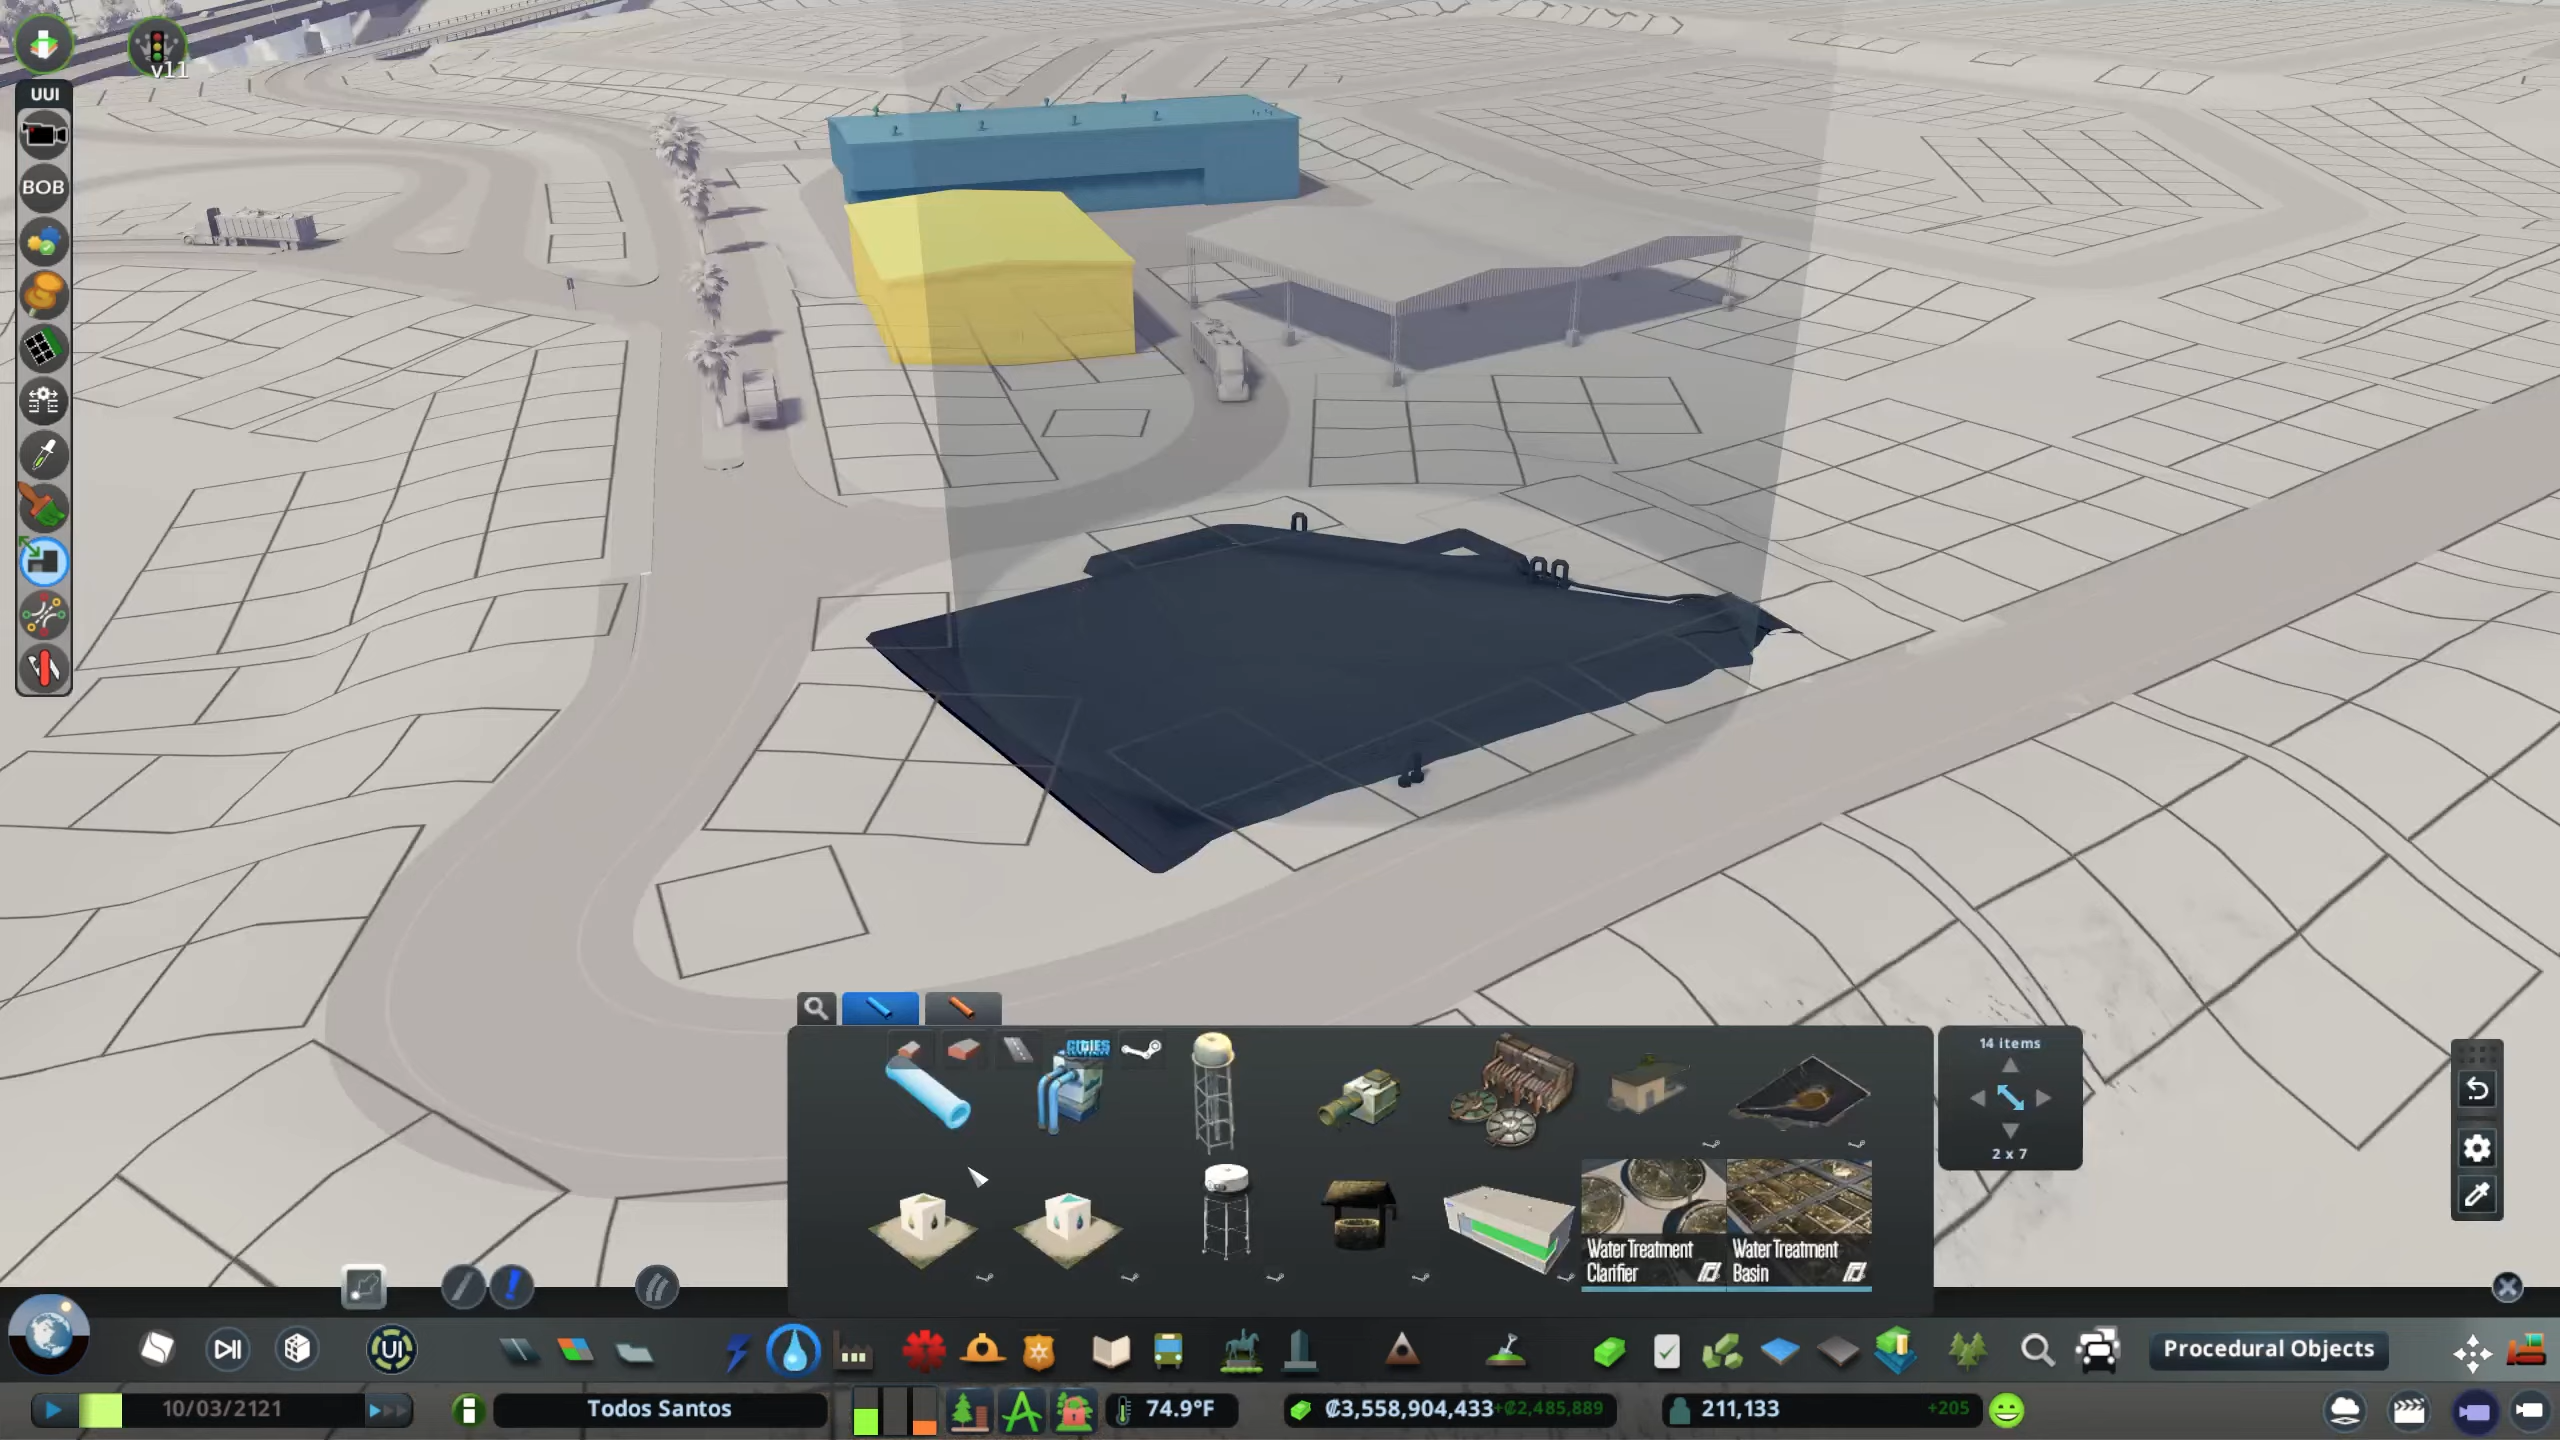 v11
UUI
BOB
CITIES
14 items
2 x 7
Water Treatment
Clarifier
Water Treatment
Basin
UI
Procedural Objects
10/03/2121
Todos Santos
74.9°F
₡3,558,904,433
+₡2,485,889
211,133
+205